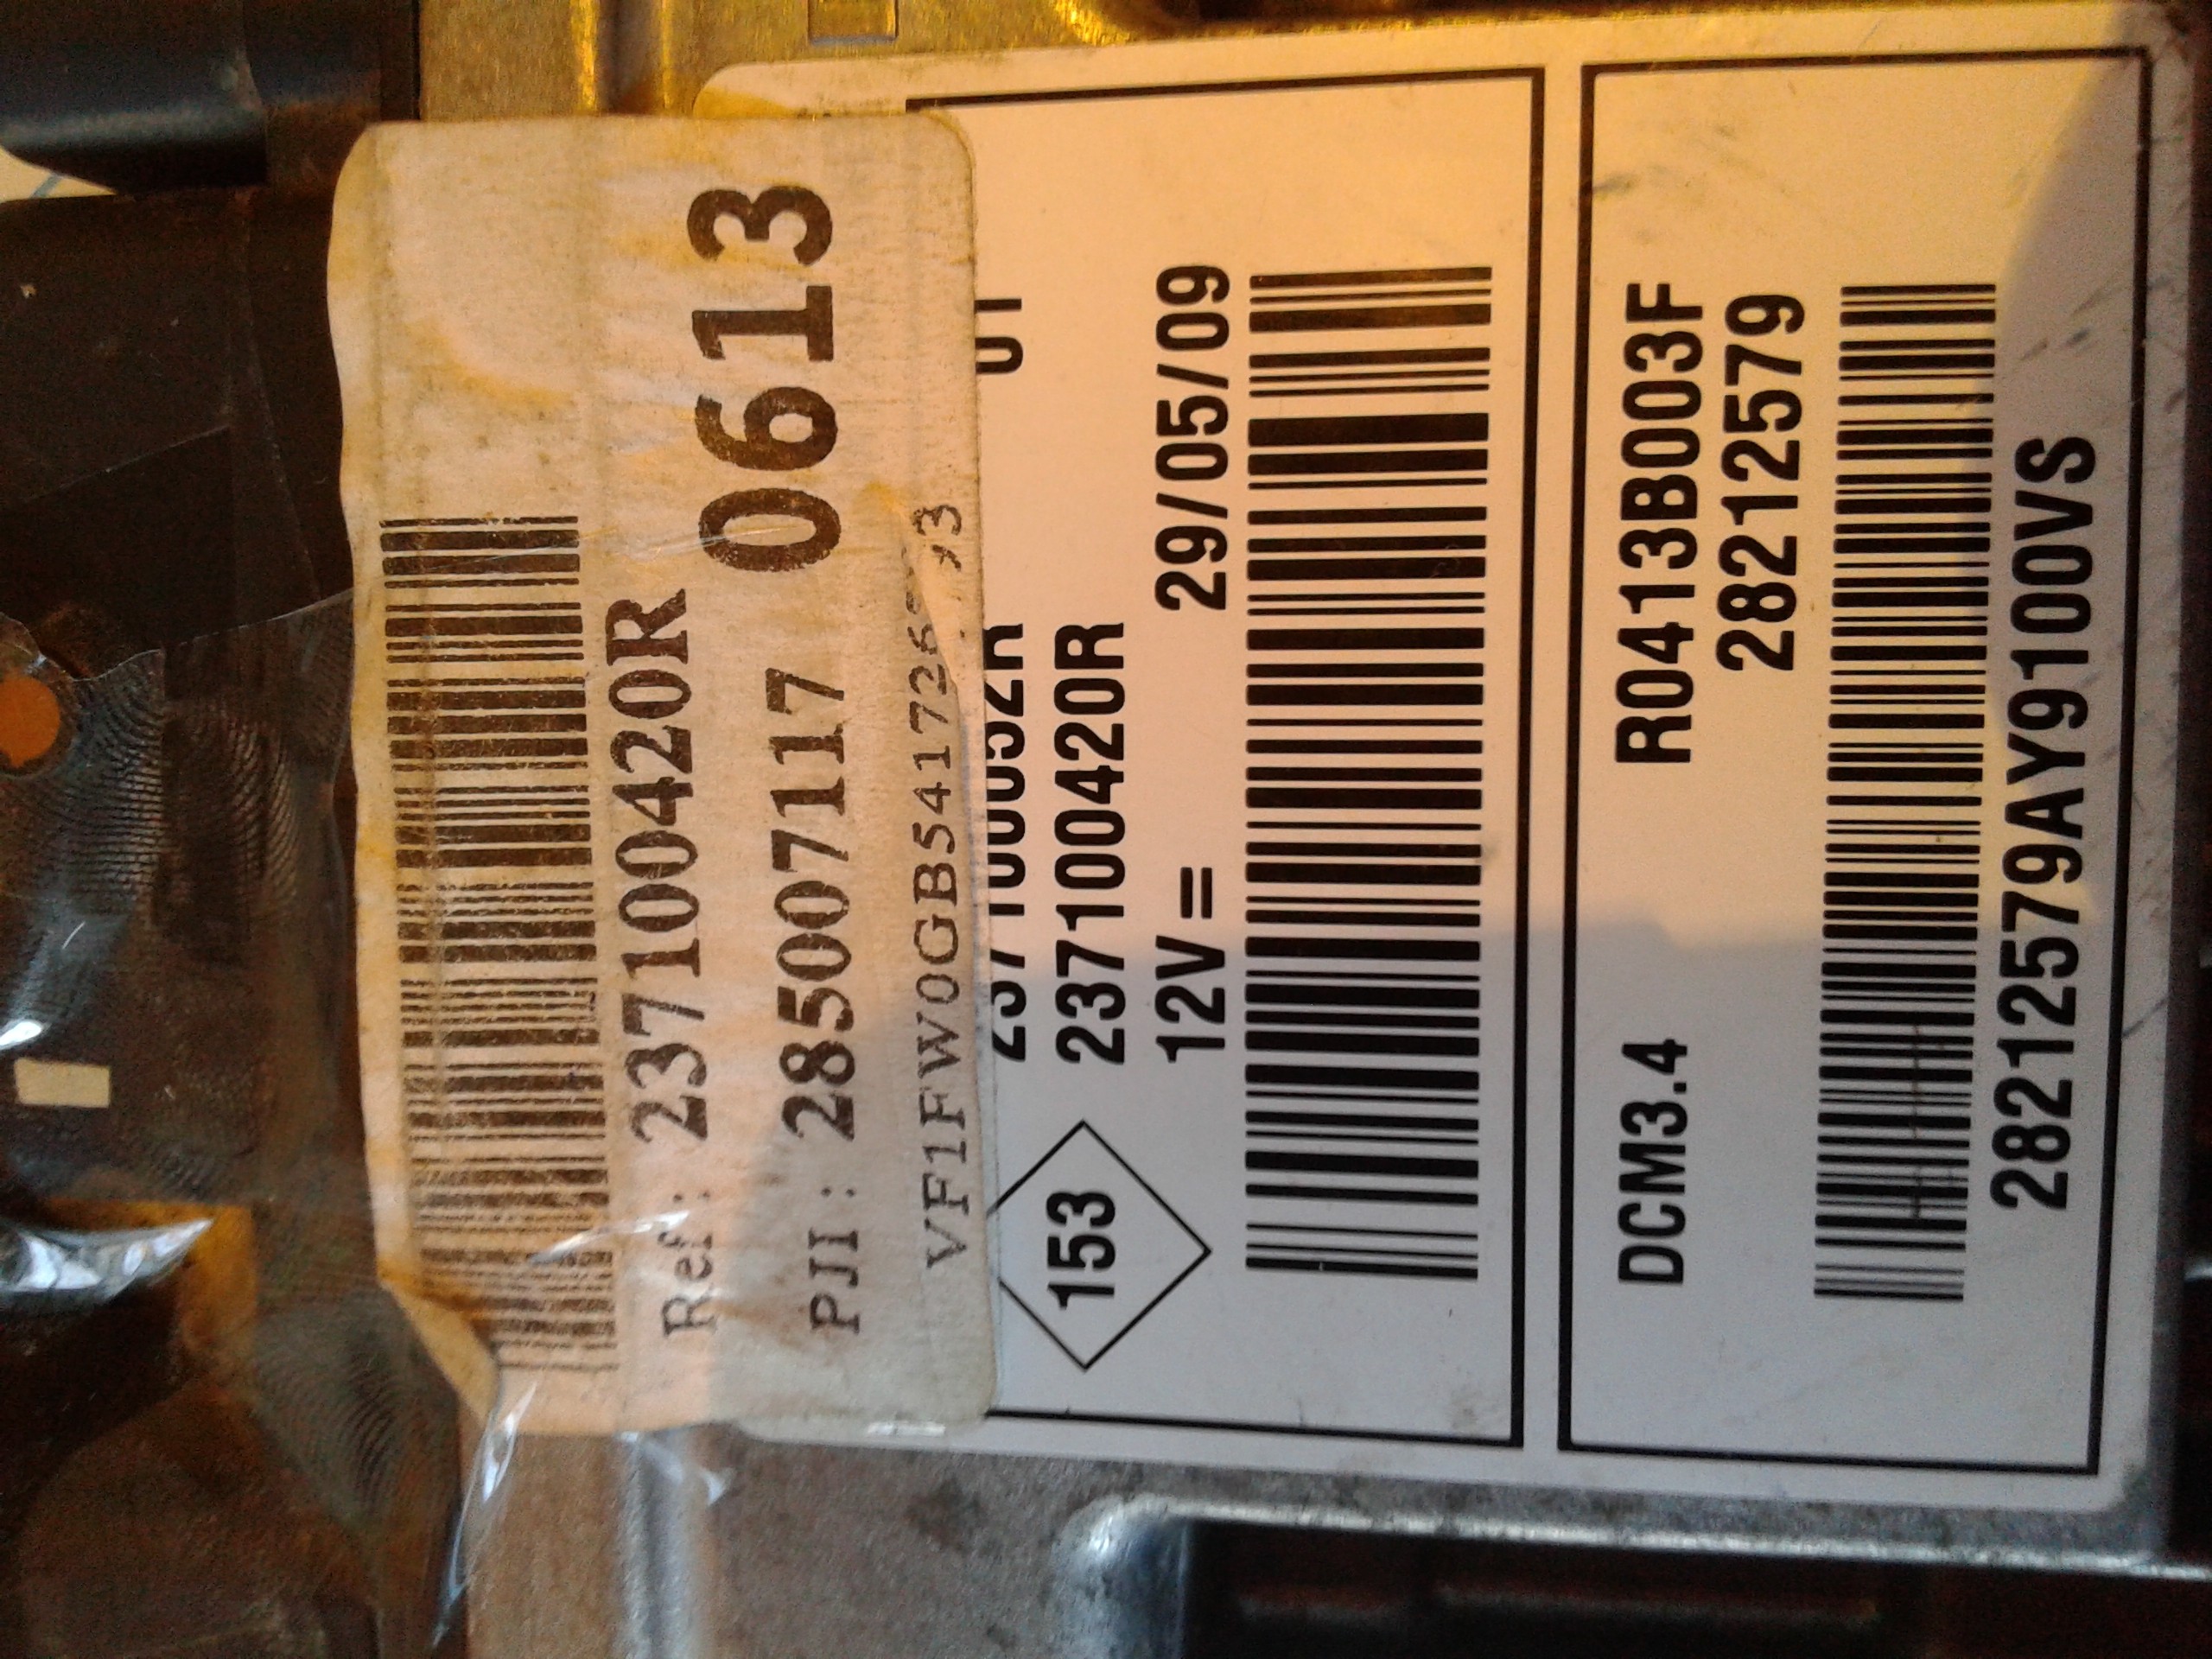 Ref: 237100420R
PJI: 285007117 0613
237100420R
153
12V = 29/05/09
DCM3.4 R0413B003F
28212579
28212579AY9100VS